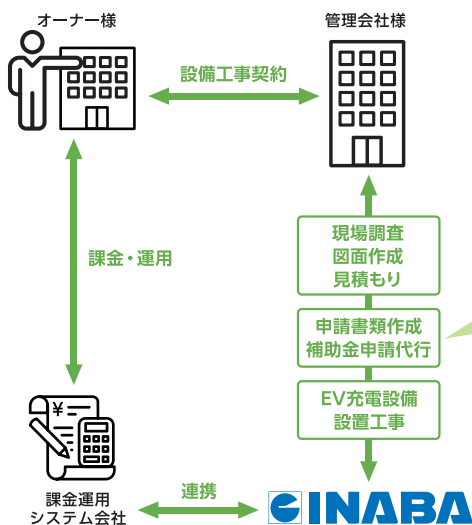 オーナー様
管理会社様
設備工事契約
課金・運用
現場調査
図面作成
見積もり
申請書類作成
補助金申請代行
EV充電設備
設置工事
¥
課金運用
システム会社
連携
INABA